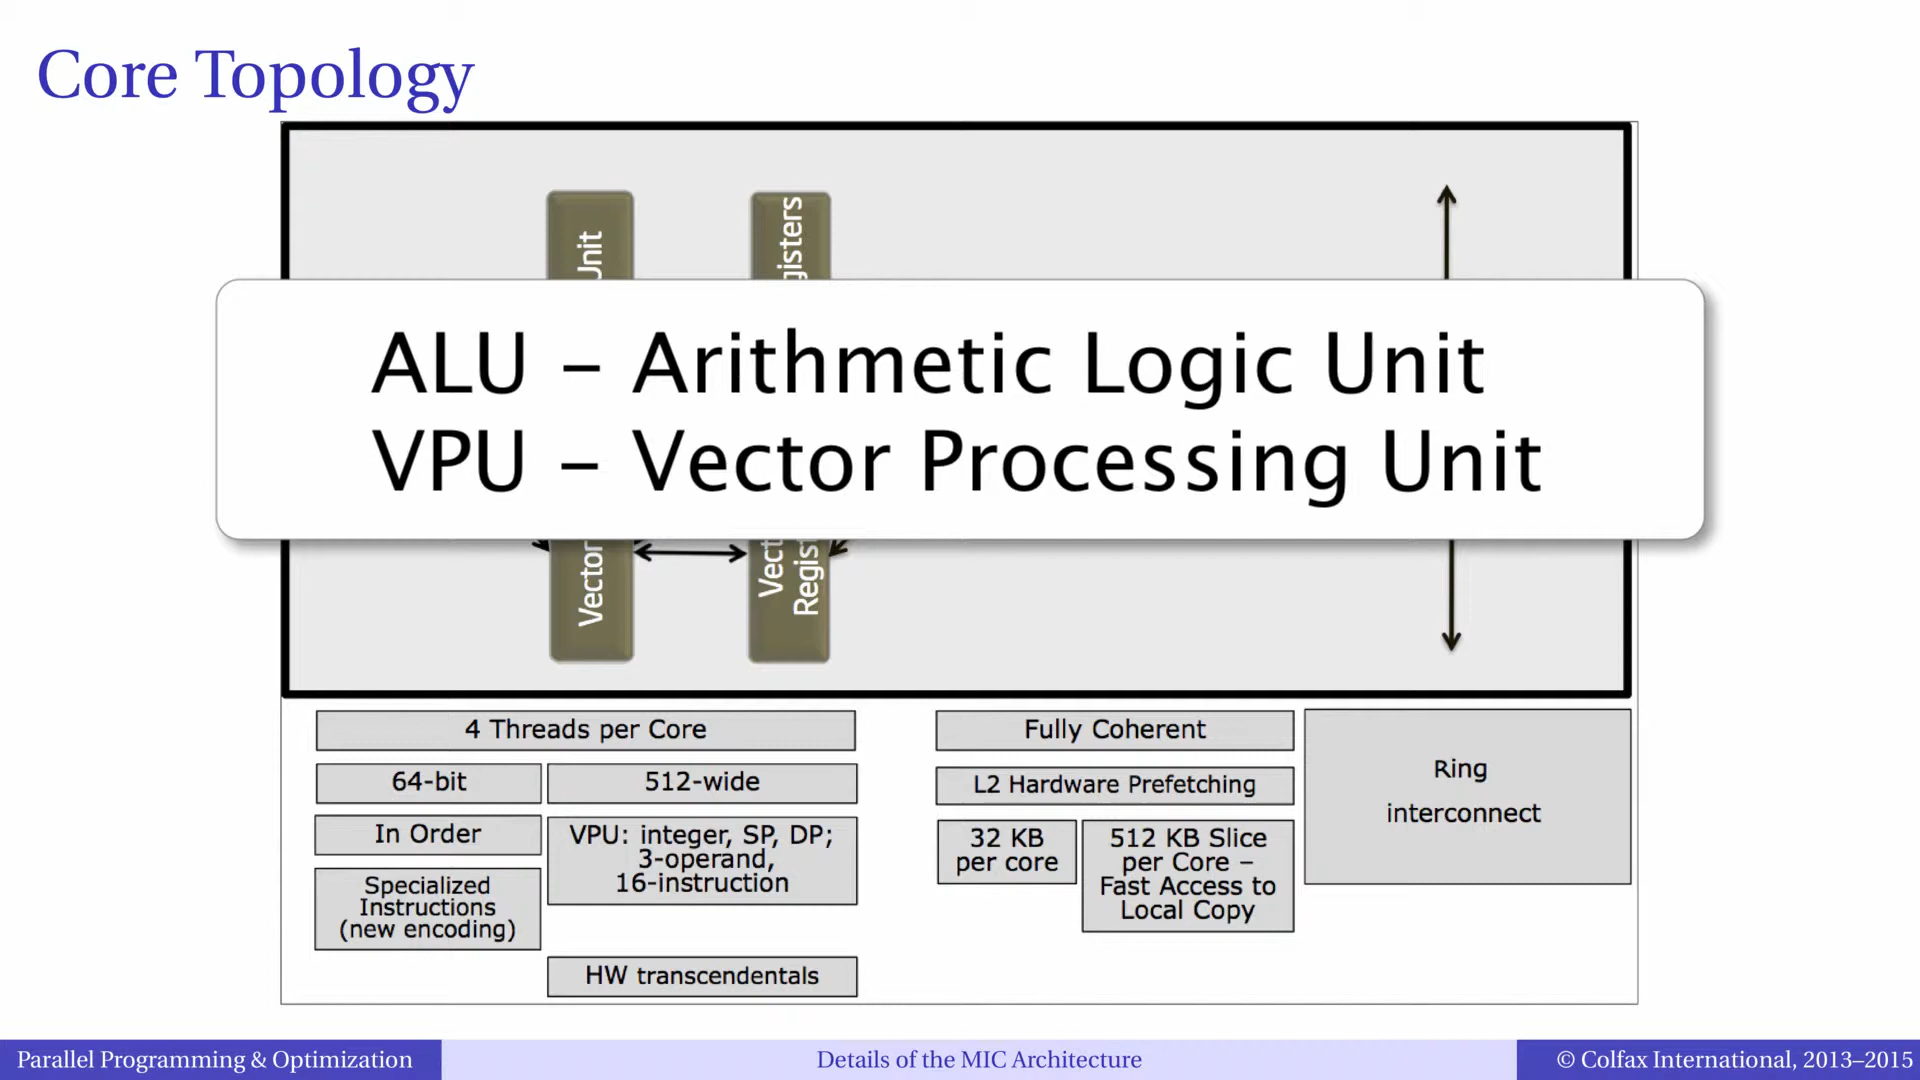 Core Topology
ALU – Arithmetic Logic Unit
VPU – Vector Processing Unit
Vector
4 Threads per Core
64-bit
512-wide
In Order
VPU: integer, SP, DP;
3-operand,
16-instruction
Specialized
Instructions
(new encoding)
HW transcendentals
Fully Coherent
L2 Hardware Prefetching
32 KB
per core
512 KB Slice
per Core –
Fast Access to
Local Copy
Ring
interconnect
Parallel Programming & Optimization
Details of the MIC Architecture
© Colfax International, 2013–2015